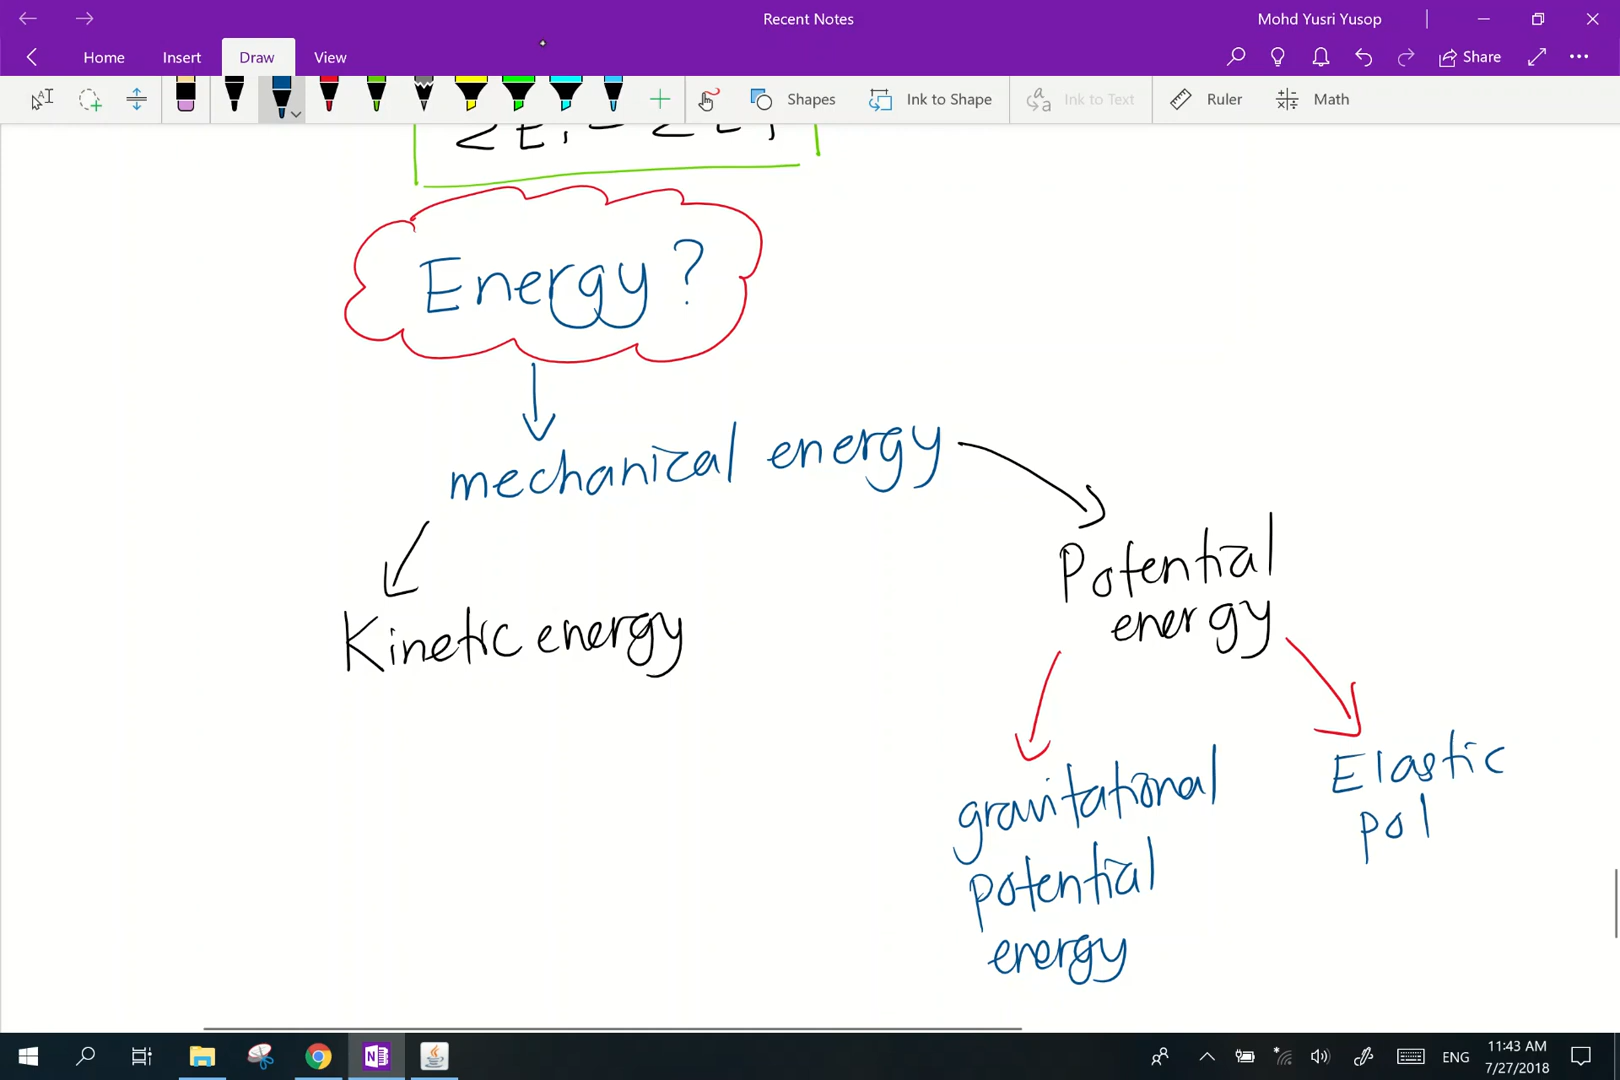 Recent Notes
Mohd Yusri Yusop
Home Insert Draw View
Share
Shapes
Ink to Shape
Ink to Text
Ruler
Math
Energy?
mechanical energy
Kinetic energy
Potential
energy
gravitational
potential
energy
Elastic
pol
ENG
11:43 AM
7/27/2018